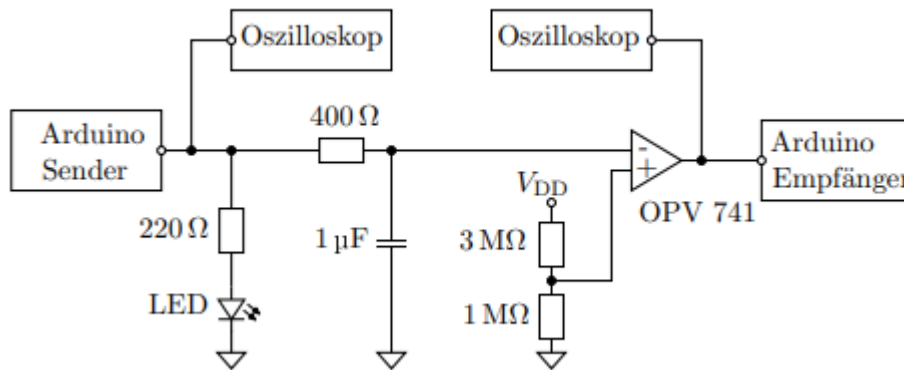 Oszilloskop
Oszilloskop
400 Ω
Arduino
Sender
-
+
Arduino
Empfänger
V_DD
OPV 741
220 Ω
1 µF
3 MΩ
LED
1 MΩ